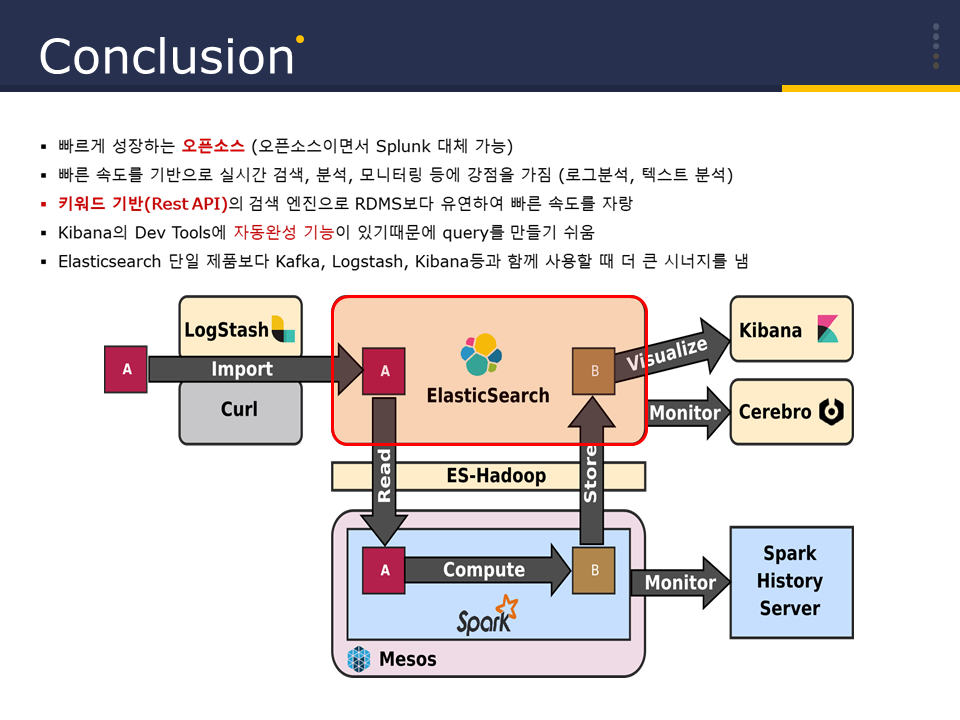 Conclusion
▪ 빠르게 성장하는 오픈소스 (오픈소스이면서 Splunk 대체 가능)
▪ 빠른 속도를 기반으로 실시간 검색, 분석, 모니터링 등에 강점을 가짐 (로그분석, 텍스트 분석)
▪ 키워드 기반(Rest API)의 검색 엔진으로 RDMS보다 유연하여 빠른 속도를 자랑
▪ Kibana의 Dev Tools에 자동완성 기능이 있기때문에 query를 만들기 쉬움
▪ Elasticsearch 단일 제품보다 Kafka, Logstash, Kibana등과 함께 사용할 때 더 큰 시너지를 냄
LogStash
A
Import
Curl
A
ElasticSearch
B
Visualize
Kibana
Monitor
Cerebro
Read
ES-Hadoop
Store
A
Compute
B
Spark
Mesos
Monitor
Spark
History
Server